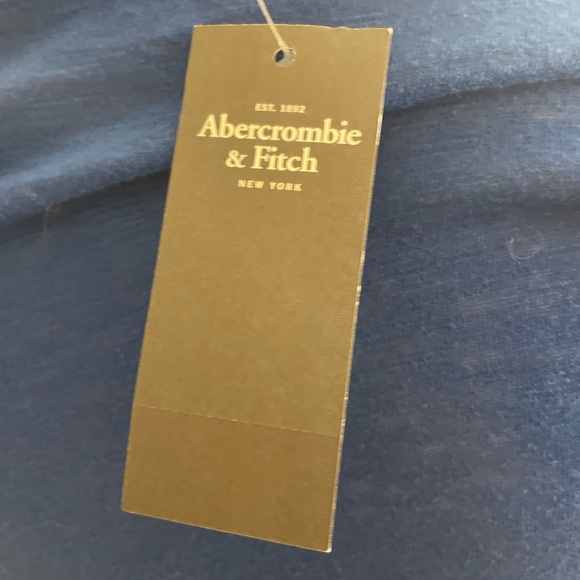 EST. 1892
Abercrombie
& Fitch
NEW YORK